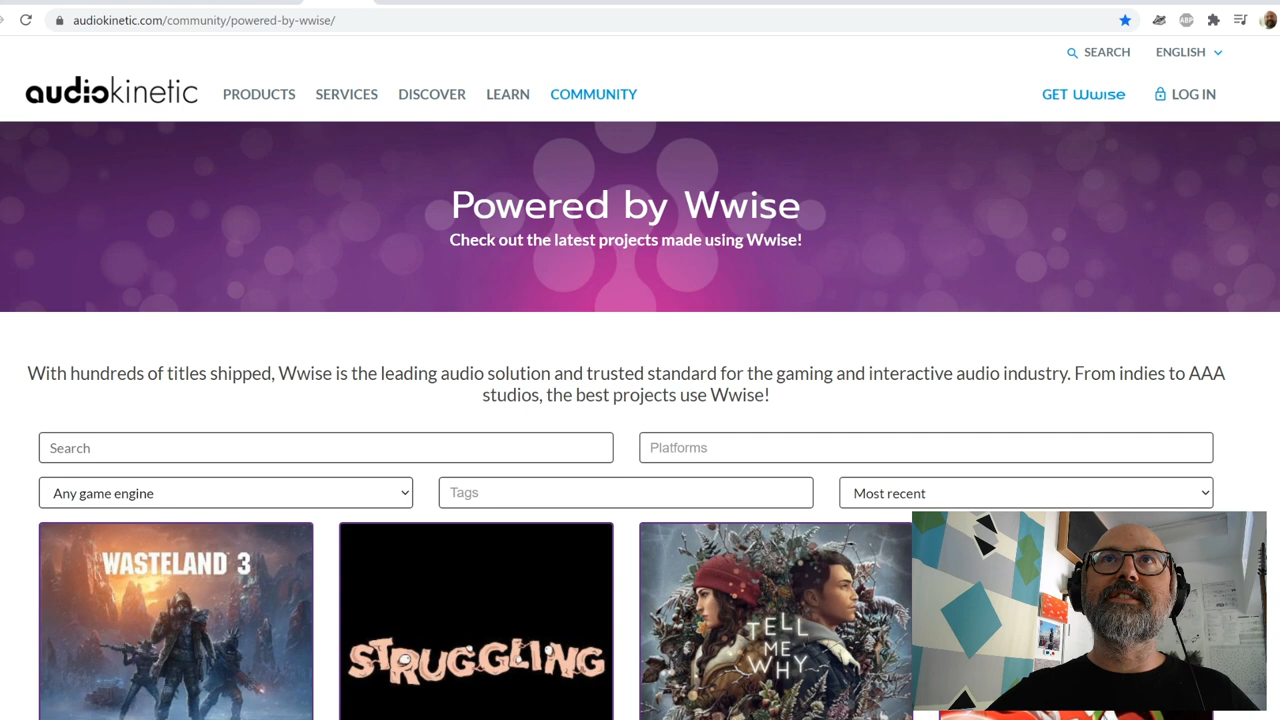 audiokinetic.com/community/powered-by-wwise/
ABP
SEARCH
ENGLISH
audiokinetic
PRODUCTS
SERVICES
DISCOVER
LEARN
COMMUNITY
GET Wwise
LOG IN
Powered by Wwise
Check out the latest projects made using Wwise!
With hundreds of titles shipped, Wwise is the leading audio solution and trusted standard for the gaming and interactive audio industry. From indies to AAA
studios, the best projects use Wwise!
Search
Platforms
Any game engine
Tags
Most recent
WASTELAND 3
STRUGGLING
TELL
ME
WHY